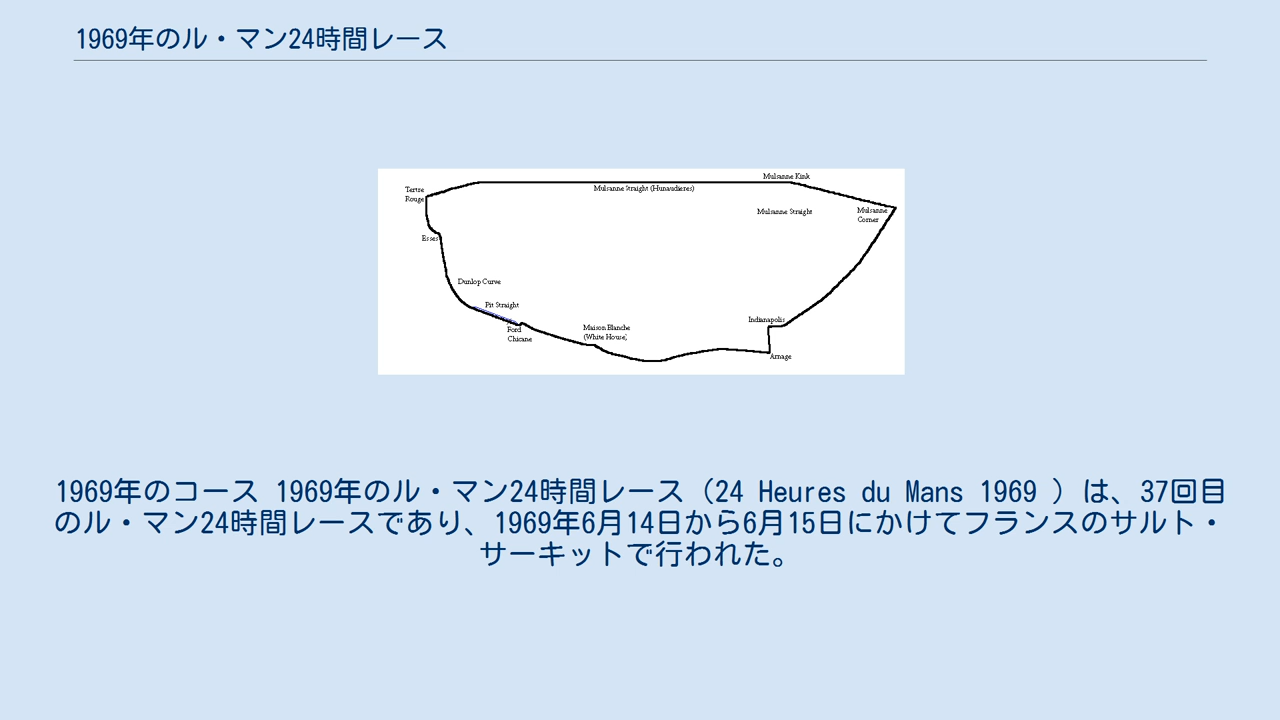 1969年のル・マン24時間レース
Mulsanne Kink
Tertre
Rouge
Mulsanne Straight (Hunaudieres)
Mulsanne Straight
Mulsanne
Corner
Esses
Dunlop Curve
Pit Straight
Ford
Chicane
Maison Blanche
(White House)
Indianapolis
Arnage
1969年のコース 1969年のル・マン24時間レース（24 Heures du Mans 1969 ）は、37回目
のル・マン24時間レースであり、1969年6月14日から6月15日にかけてフランスのサルト・
サーキットで行われた。